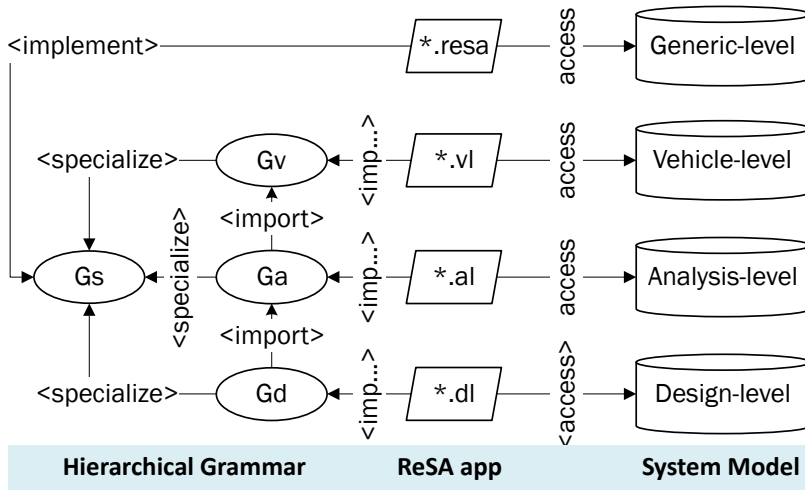 <implement>
*.resa
access
Generic-level
<specialize>
Gv
<imp...>
*.vl
access
Vehicle-level
<import>
Gs
<specialize>
Ga
<imp...>
*.al
access
Analysis-level
<import>
<specialize>
Gd
<imp...>
*.dl
<access>
Design-level
Hierarchical Grammar
ReSA app
System Model